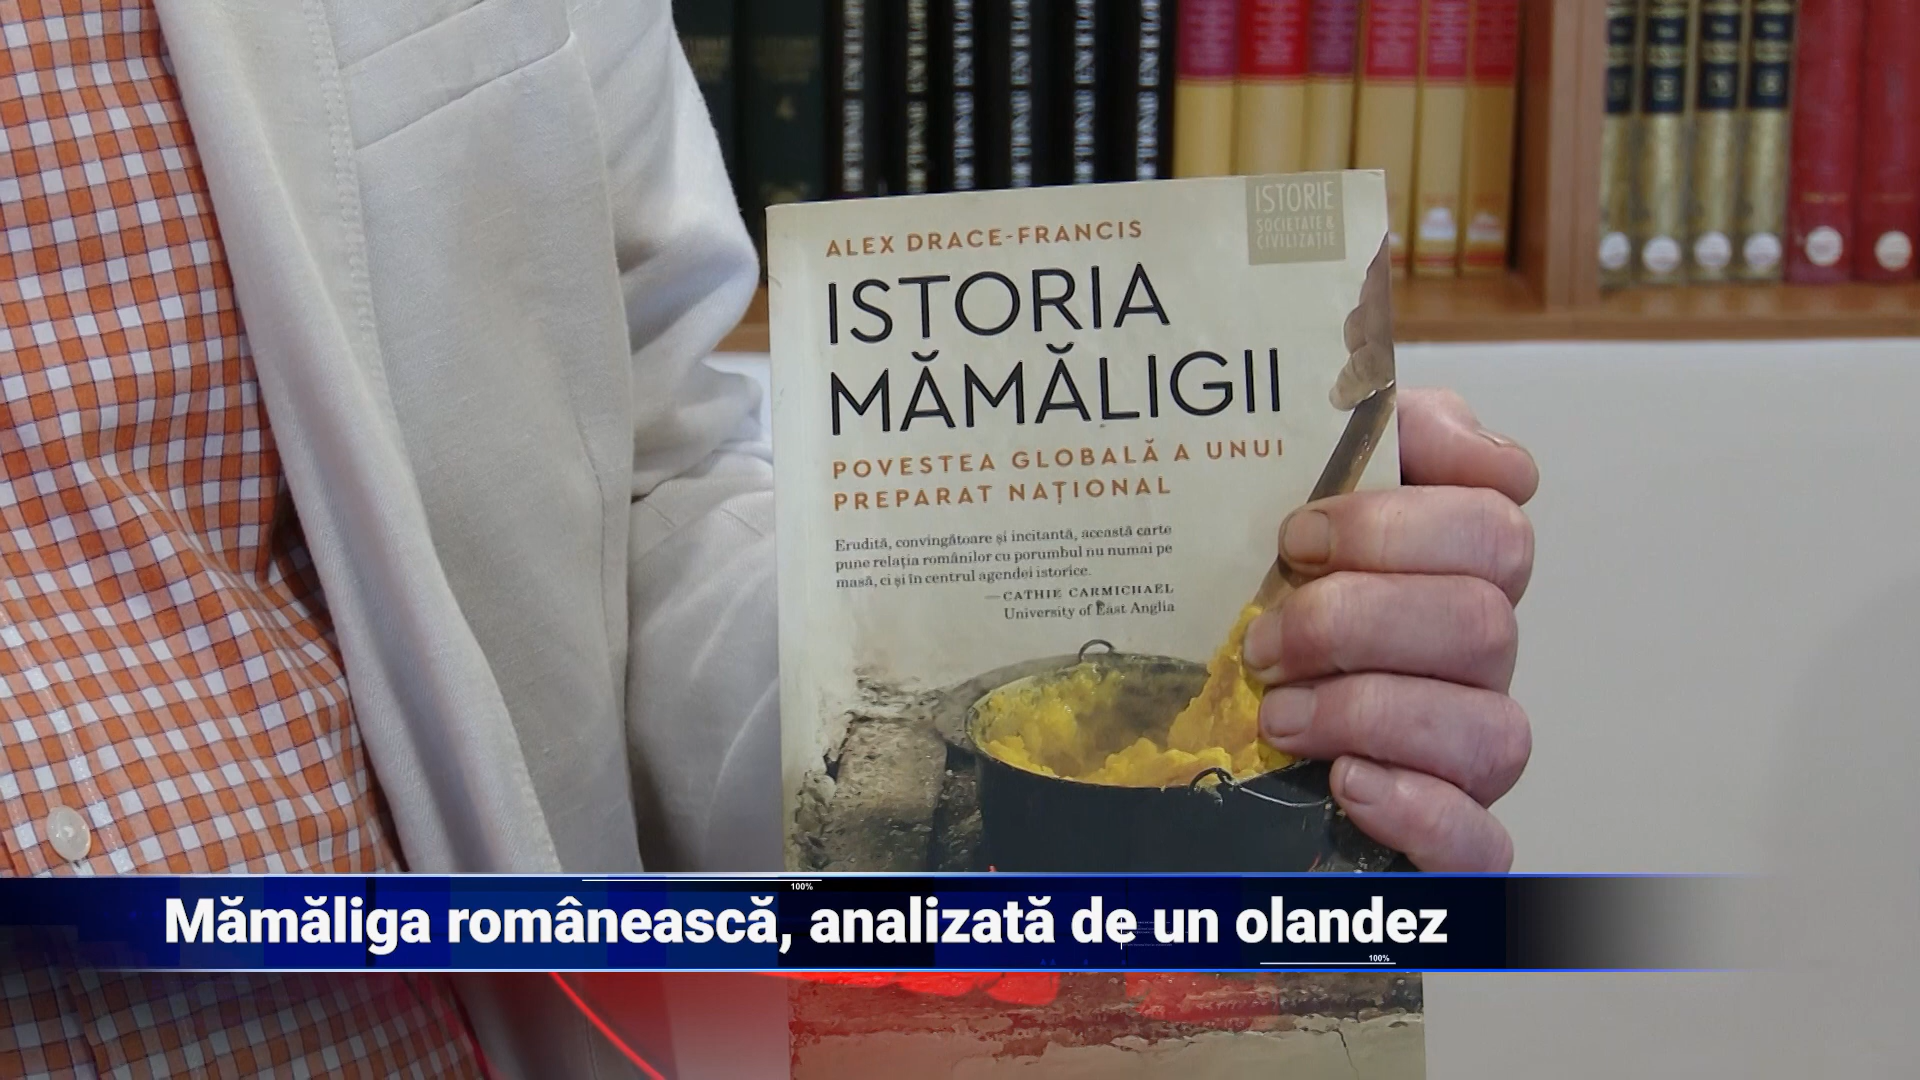 ISTORIE
SOCIETATE &
CIVILIZAȚIE
ALEX DRACE-FRANCIS
ISTORIA
MĂMĂLIGII
POVESTEA GLOBALĂ A UNUI
PREPARAT NAȚIONAL
Erudită, convingătoare și incitantă, această carte
pune relația românilor cu porumbul nu numai pe
masă, ci și în centrul agendei istorice.
—CATHIE CARMICHAEL
University of East Anglia
100%
Mămăliga românească, analizată de un olandez
100%